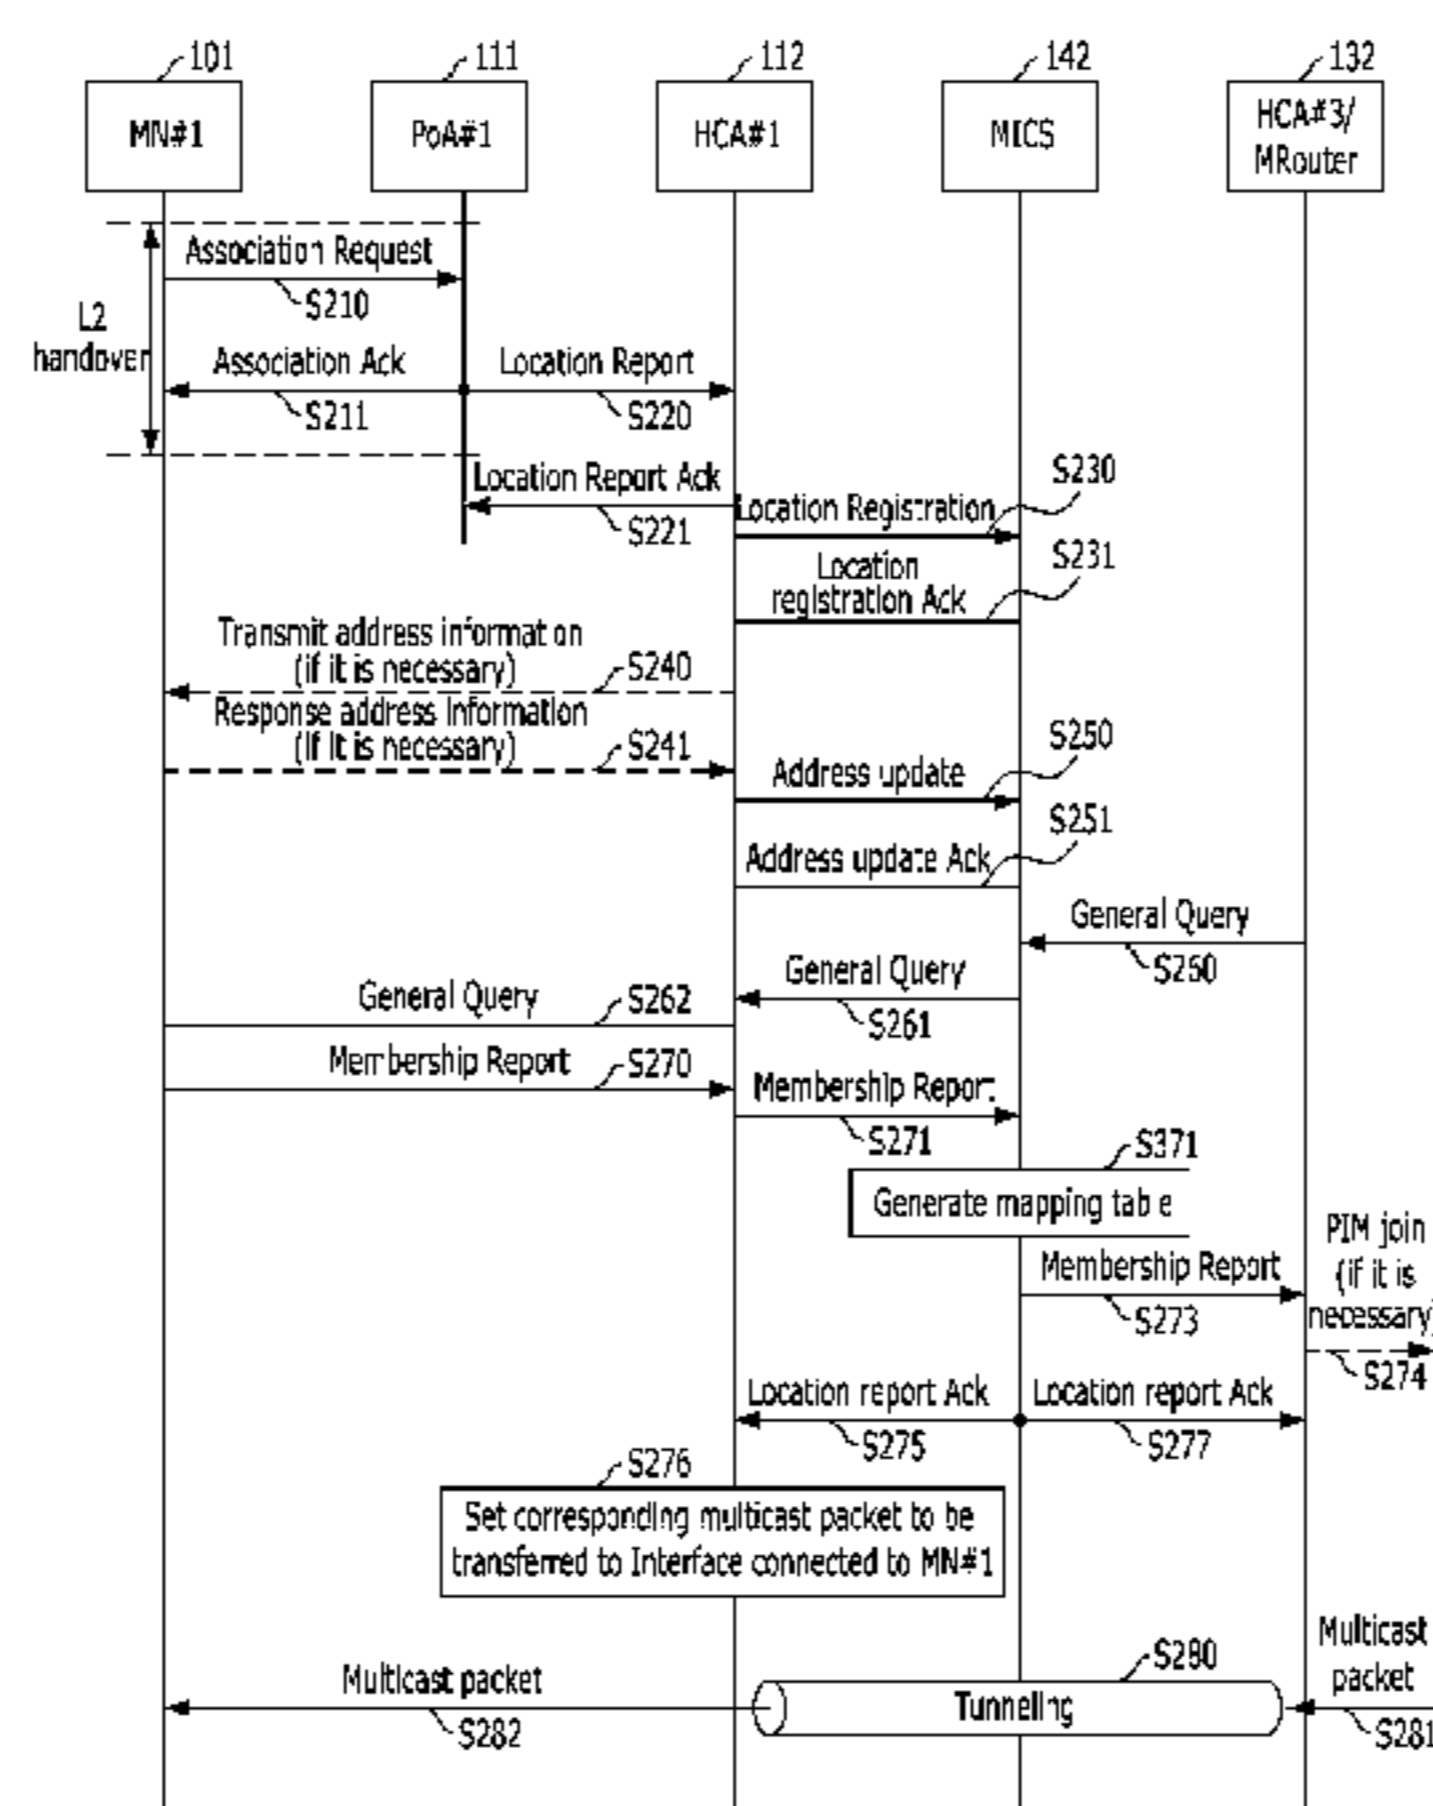 101
111
112
142
132
MN#1
PoA#1
HCA#1
MICS
HCA#3/
MRouter
Association Request
S210
L2
handover
Association Ack
S211
Location Report
S220
Location Report Ack
S221
Location Registration
S230
Location
registration Ack
S231
Transmit address information
(if it is necessary)
S240
Response address information
(if it is necessary)
S241
Address update
S250
Address update Ack
S251
General Query
S260
General Query
S261
General Query
S262
Membership Report
S270
Membership Report
S271
S371
Generate mapping table
Membership Report
S273
PIM join
(if it is
necessary)
S274
Location report Ack
S275
Location report Ack
S277
S276
Set corresponding multicast packet to be
transferred to Interface connected to MN#1
Multicast packet
S282
S280
Tunneling
Multicast
packet
S281